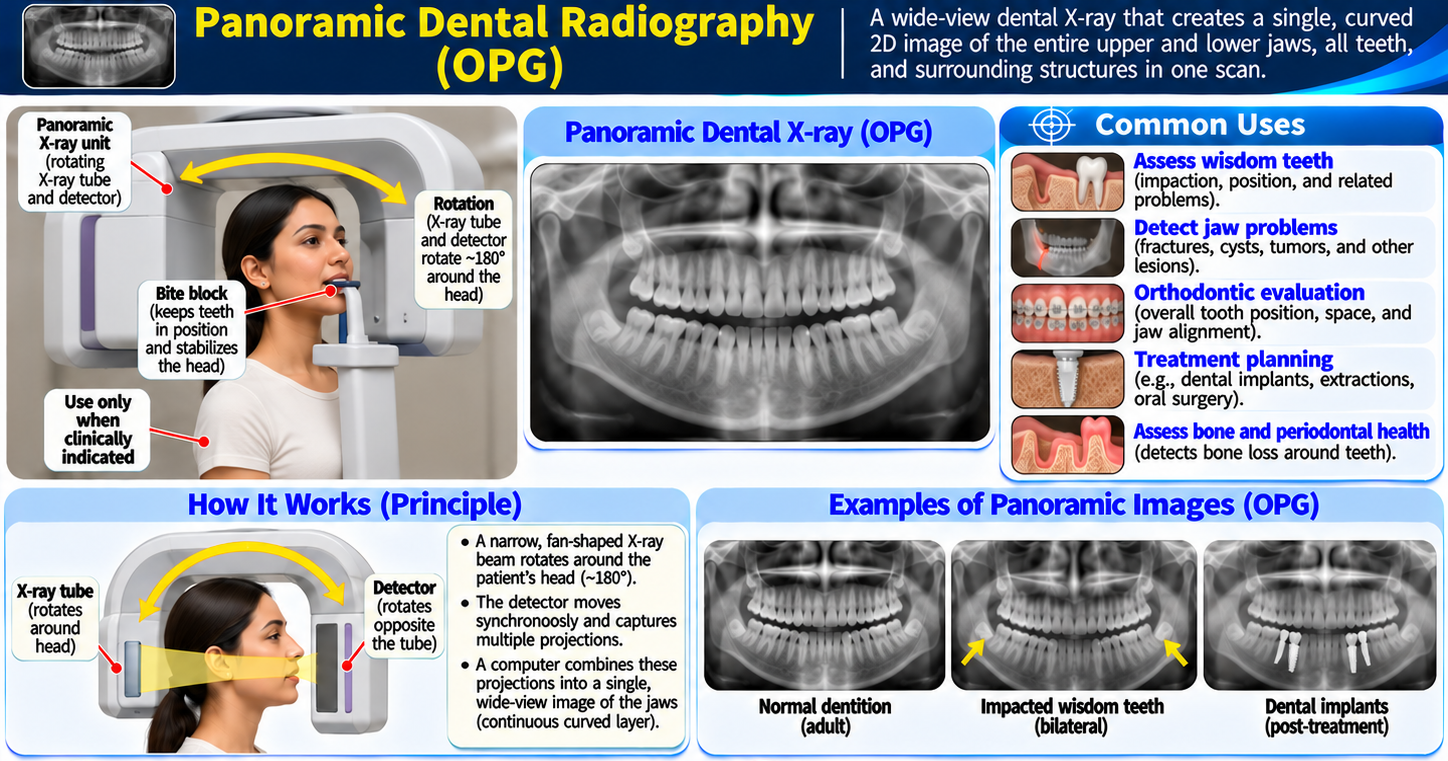 Panoramic Dental Radiography
(OPG)
A wide-view dental X-ray that creates a single, curved
2D image of the entire upper and lower jaws, all teeth,
and surrounding structures in one scan.
Panoramic
X-ray unit
(rotating
X-ray tube
and detector)
Rotation
(X-ray tube
and detector
rotate ~180°
around the
head)
Bite block
(keeps teeth
in position
and stabilizes
the head)
Use only
when
clinically
indicated
Panoramic Dental X-ray (OPG)
Common Uses
Assess wisdom teeth
(impaction, position, and related
problems).
Detect jaw problems
(fractures, cysts, tumors, and other
lesions).
Orthodontic evaluation
(overall tooth position, space, and
jaw alignment).
Treatment planning
(e.g., dental implants, extractions,
oral surgery).
Assess bone and periodontal health
(detects bone loss around teeth).
How It Works (Principle)
X-ray tube
(rotates
around
head)
Detector
(rotates
opposite
the tube)
• A narrow, fan-shaped X-ray
beam rotates around the
patient's head (~180°).
• The detector moves
synchronoosly and captures
multiple projections.
• A computer combines these
projections into a single,
wide-view image of the jaws
(continuous curved layer).
Examples of Panoramic Images (OPG)
Normal dentition
(adult)
Impacted wisdom teeth
(bilateral)
Dental implants
(post-treatment)